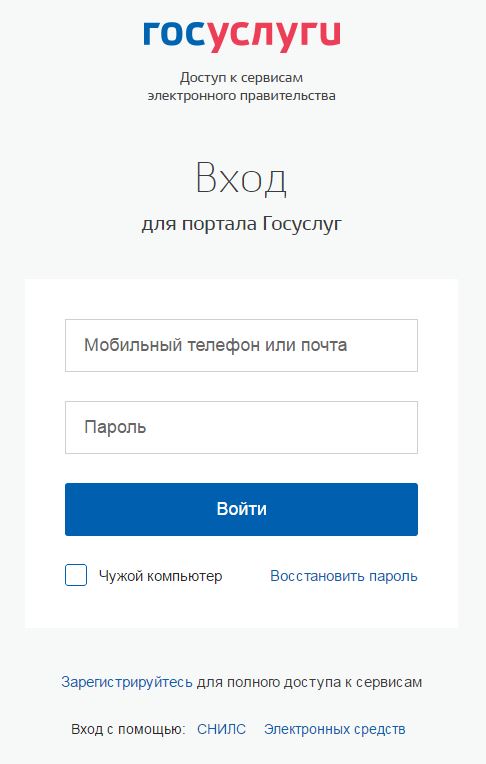 госуслуги
Доступ к сервисам
электронного правительства
Вход
для портала Госуслуг
Мобильный телефон или почта
Пароль
Войти
Чужой компьютер Восстановить пароль
Зарегистрируйтесь для полного доступа к сервисам
Вход с помощью: СНИЛС Электронных средств